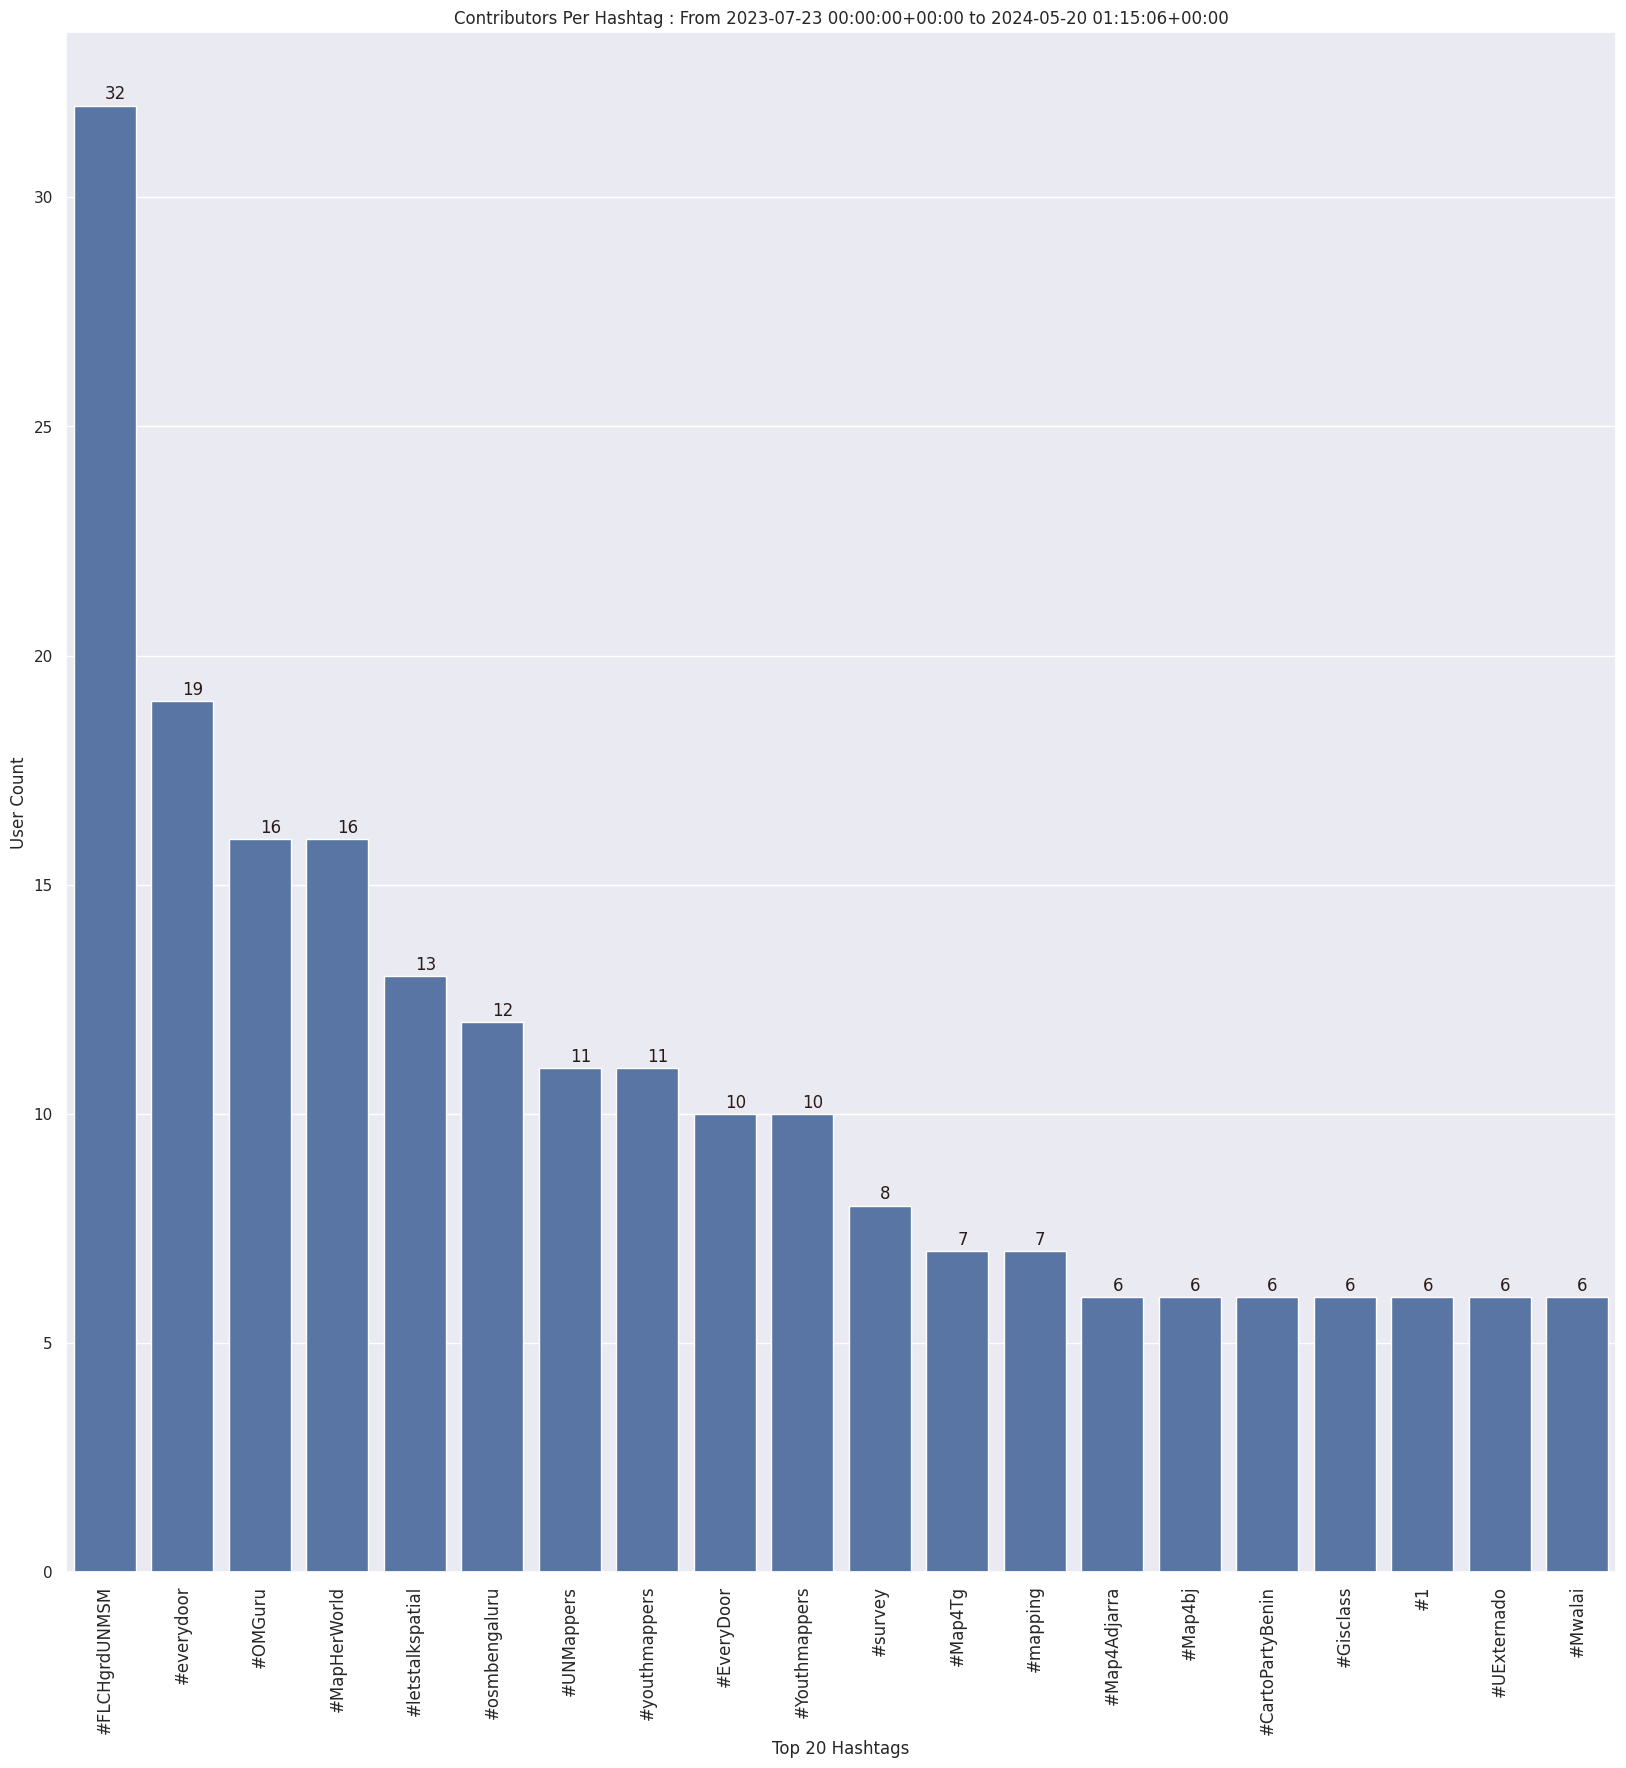 Contributors Per Hashtag : From 2023-07-23 00:00:00+00:00 to 2024-05-20 01:15:06+00:00
User Count
30
25
20
15
10
5
0
32
19
16
16
13
12
11
11
10
10
8
7
7
6
6
6
6
6
6
6
#FLCHgrdUNMSM
#everydoor
#OMGuru
#MapHerWorld
#letstalkspatial
#osmbengaluru
#UNMappers
#youthmappers
#EveryDoor
#Youthmappers
#survey
#Map4Tg
#mapping
#Map4Adjarra
#Map4bj
#CartoPartyBenin
#Gisclass
#1
#UExternado
#Mwalai
Top 20 Hashtags